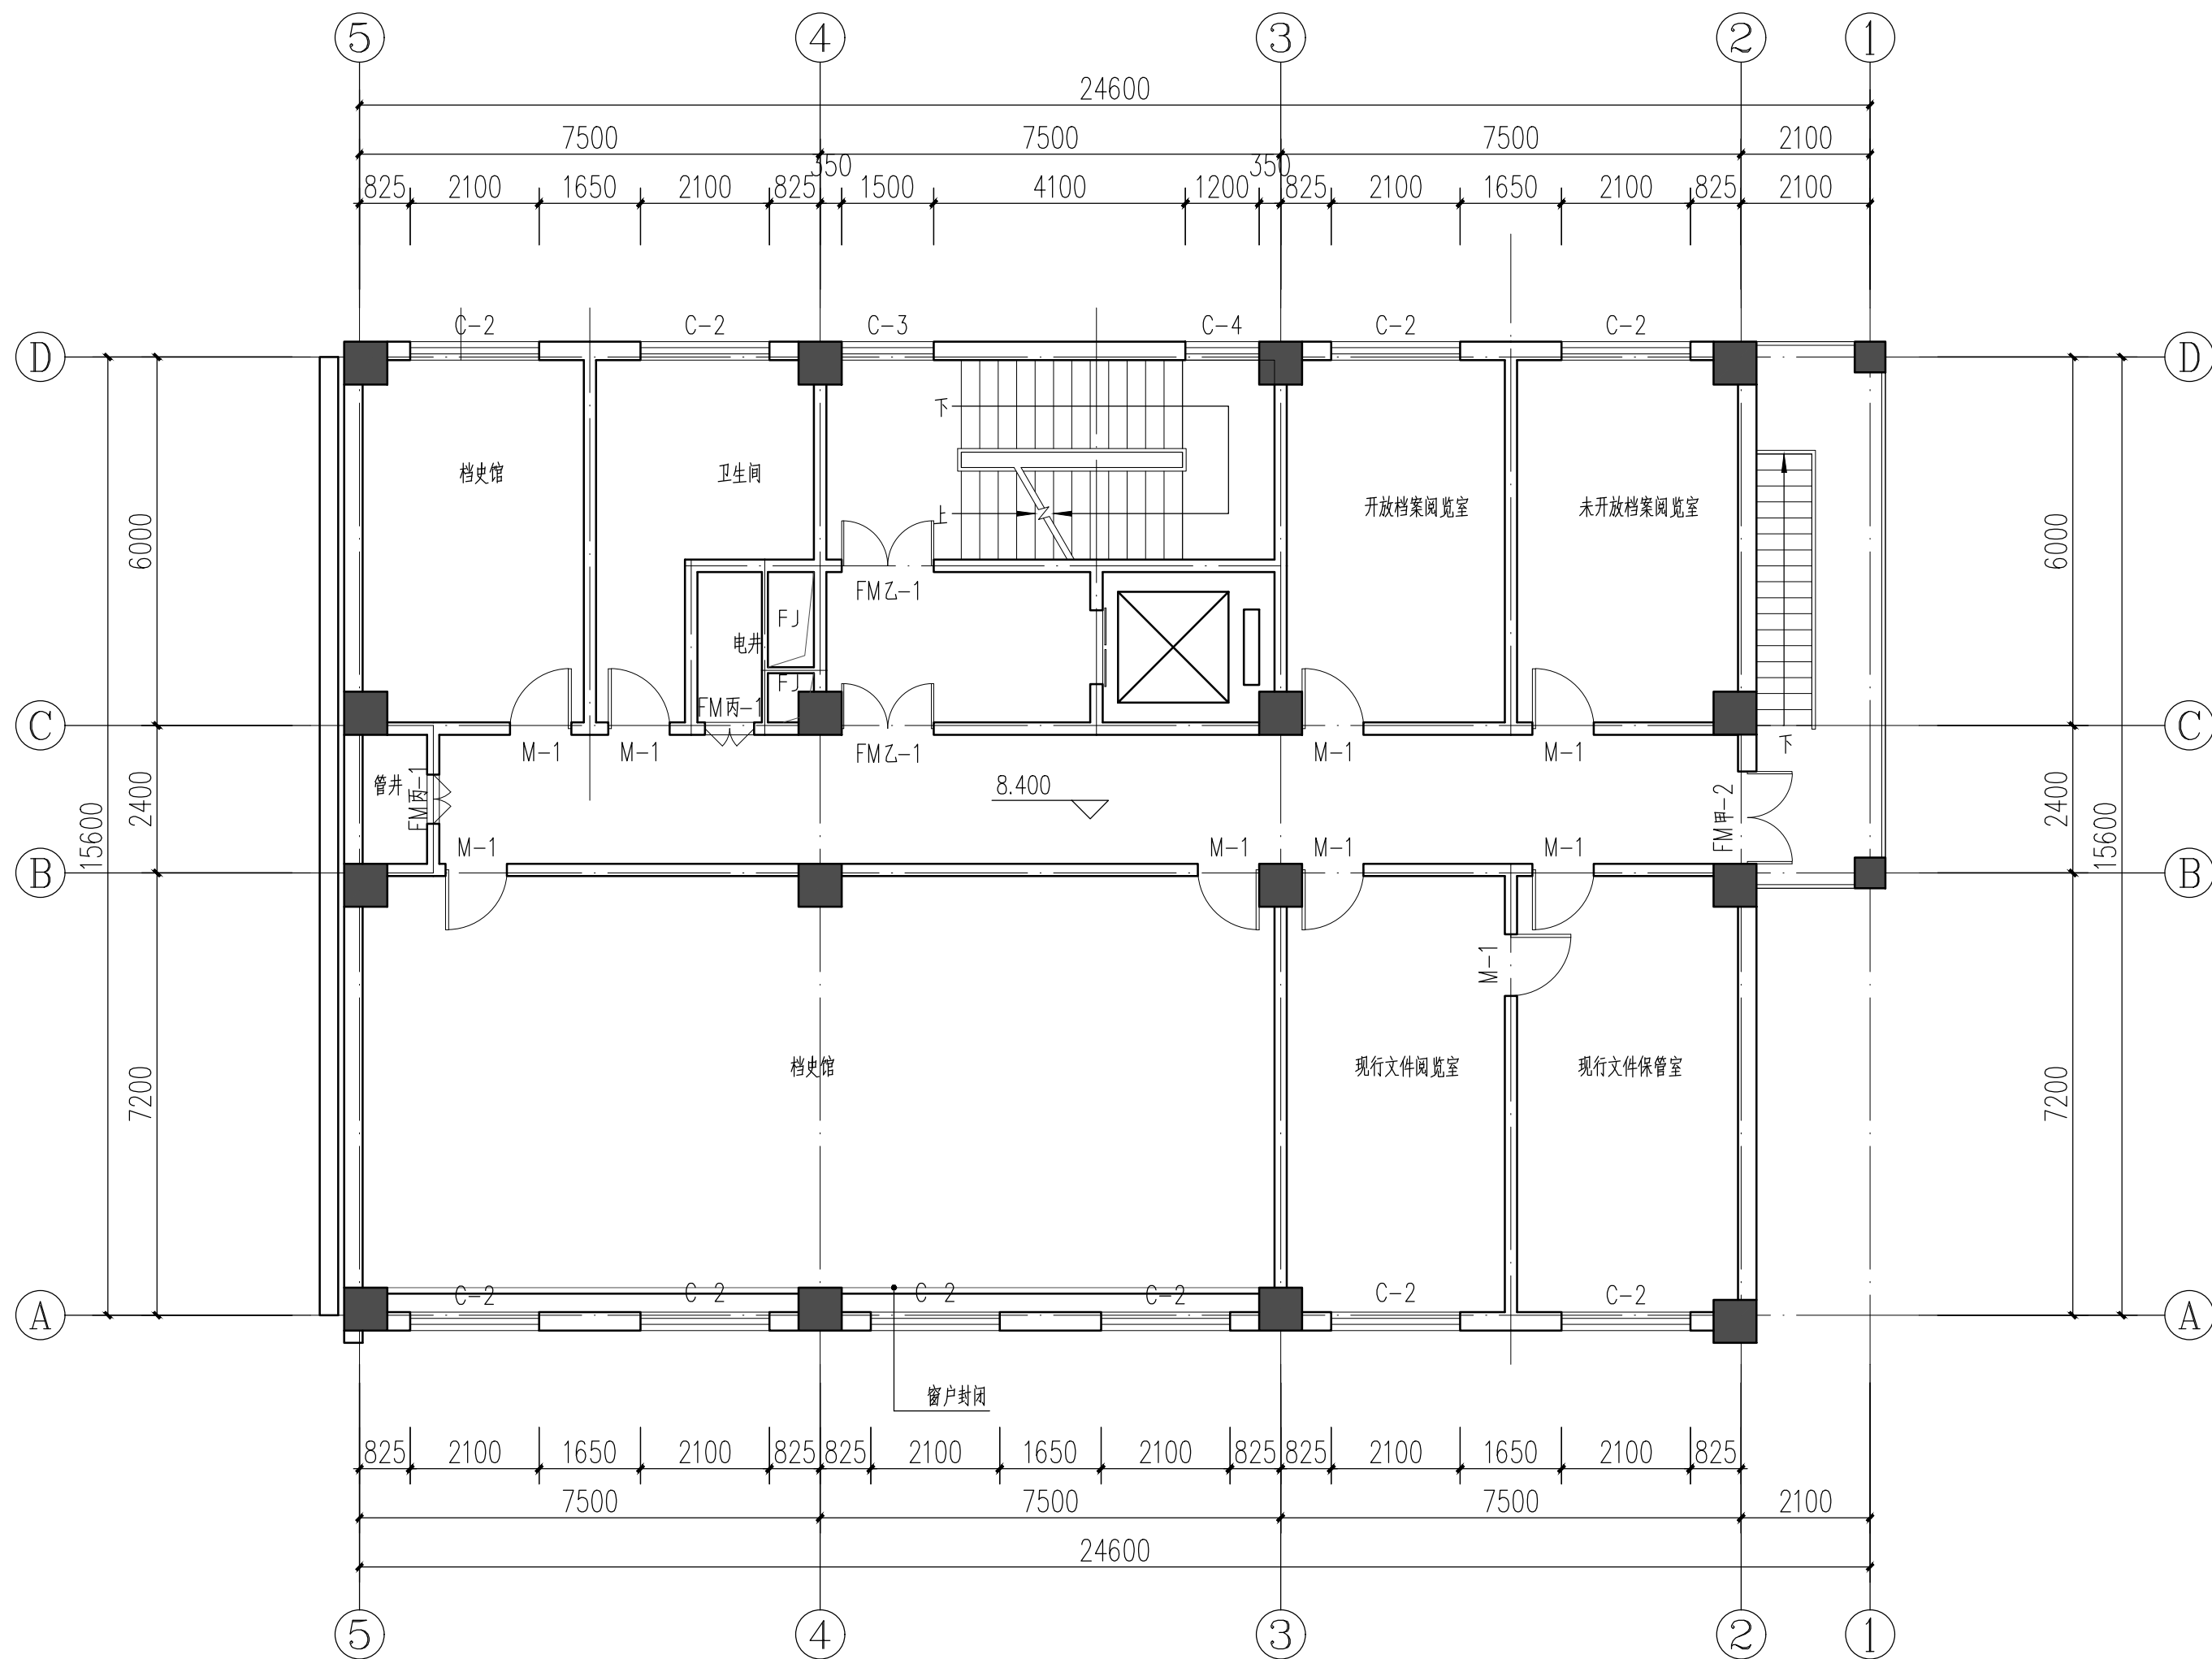 5 4 3 2 1
24600
7500 7500 7500 2100
350 350
825 2100 1650 2100 825 1500 4100 1200 825 2100 1650 2100 825 2100
C-2 C-2 C-3 C-4 C-2 C-2
D D
下
档史馆 卫生间 开放档案阅览室 未开放档案阅览室
上
6000 6000
FM乙-1
FJ
电井
FJ
FM丙-1
C C
M-1 M-1 FM乙-1 M-1 M-1 下
管井 FM丙-1 8.400 FM甲-2
2400 2400
15600 15600
M-1 M-1 M-1 M-1
B B
M-1
档史馆 现行文件阅览室 现行文件保管室
7200 7200
C-2 C-2 C-2 C-2 C-2 C-2
A A
窗户封闭
825 2100 1650 2100 825 825 2100 1650 2100 825 825 2100 1650 2100 825
7500 7500 7500 2100
24600
5 4 3 2 1